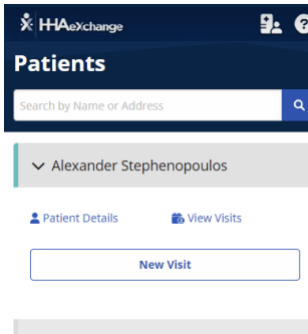 HHAeXchange
Patients
Search by Name or Address
Alexander Stephenopoulos
Patient Details View Visits
New Visit